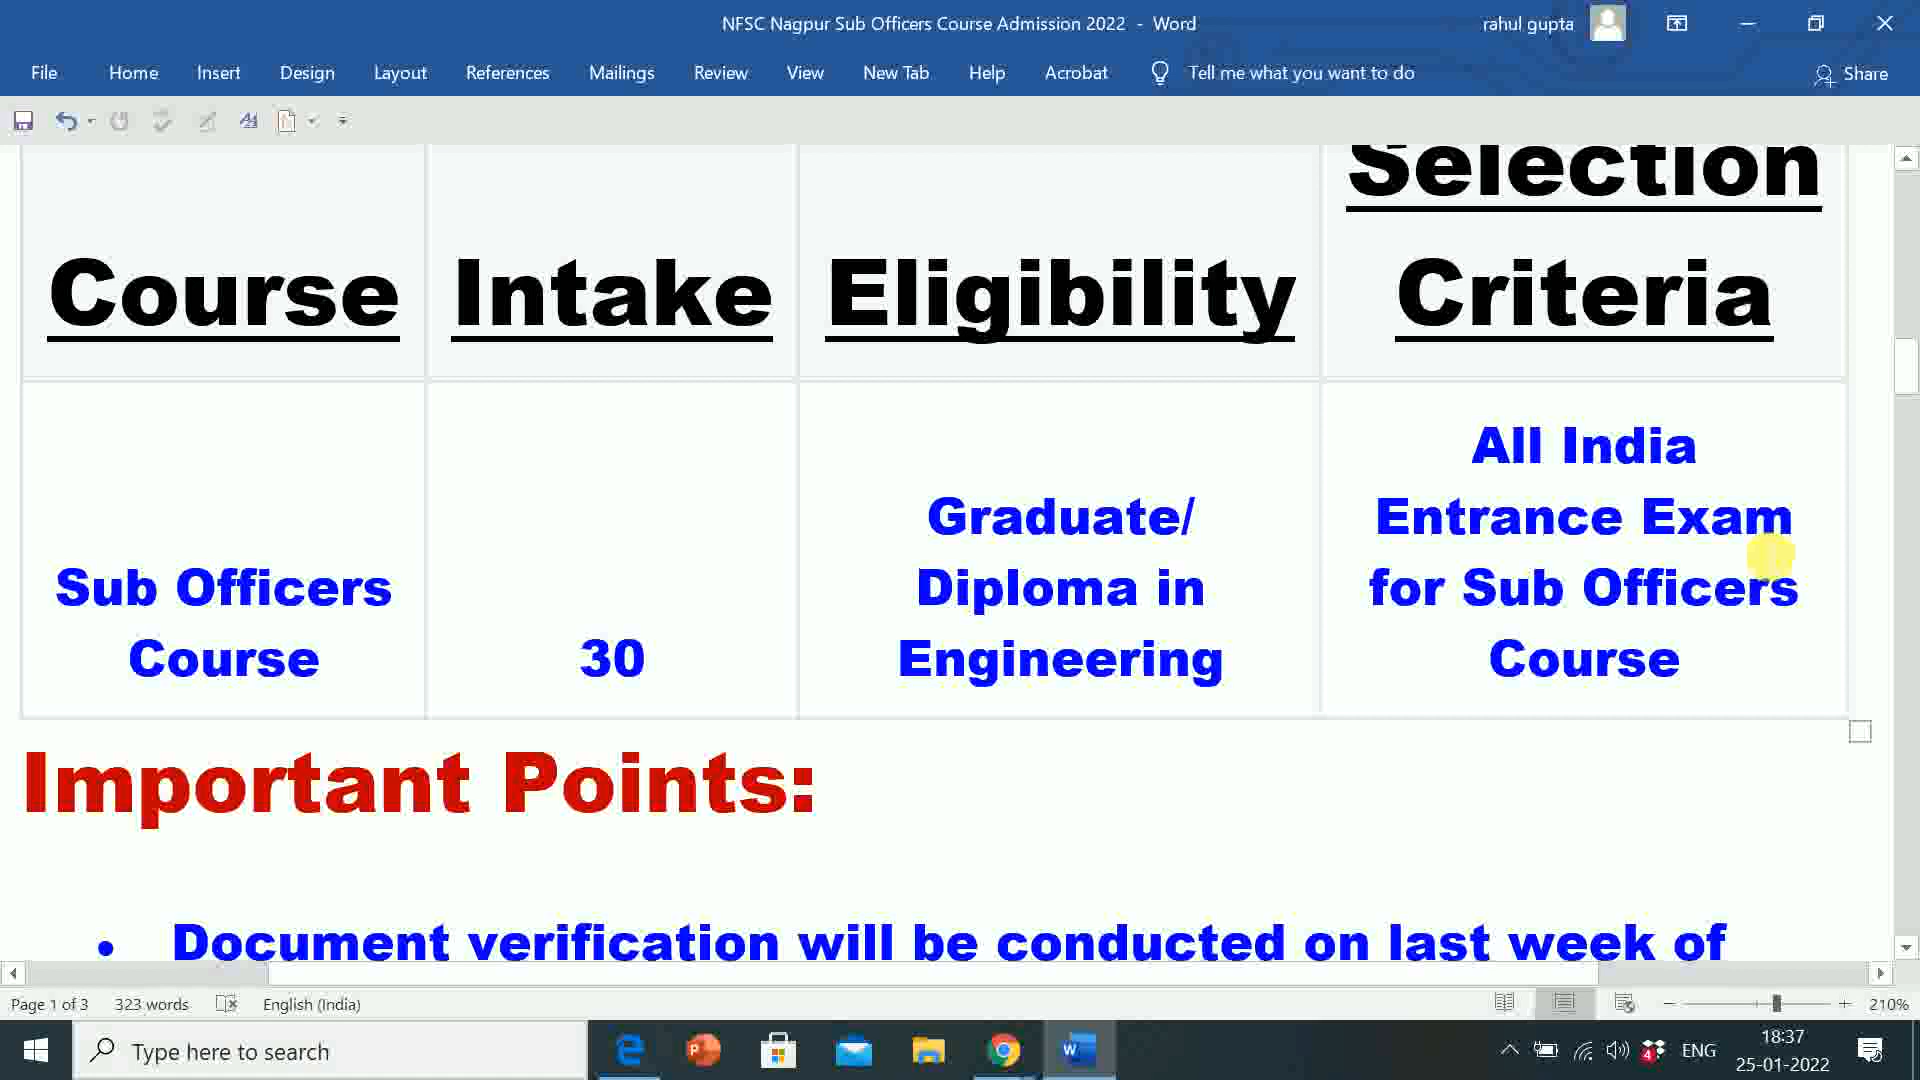 NFSC Nagpur Sub Officers Course Admission 2022 - Word
rahul gupta
File Home Insert Design Layout References Mailings Review View New Tab Help Acrobat Tell me what you want to do Share
Selection
Course Intake Eligibility Criteria
Sub Officers
Course
30
Graduate/
Diploma in
Engineering
All India
Entrance Exam
for Sub Officers
Course
Important Points:
• Document verification will be conducted on last week of
Page 1 of 3 323 words English (India) 210%
Type here to search
4
ENG
18:37
25-01-2022